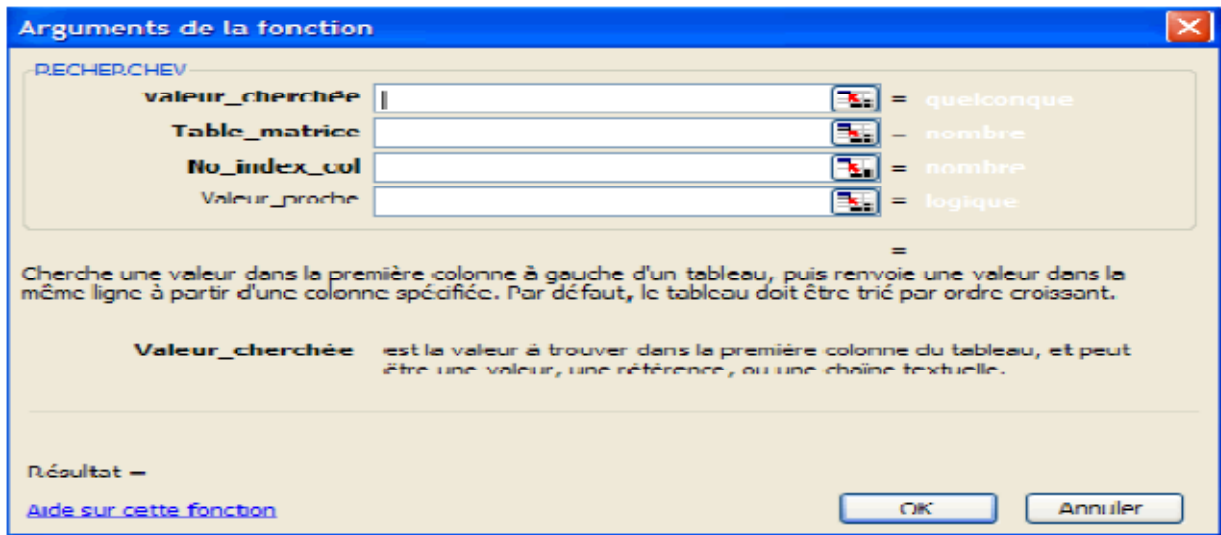 Arguments de la fonction
RECHERCHEV
Valeur_cherchée = quelconque
Table_matrice = nombre
No_index_col = nombre
Valeur_proche = logique
=
Cherche une valeur dans la première colonne à gauche d'un tableau, puis renvoie une valeur dans la
même ligne à partir d'une colonne spécifiée. Par défaut, le tableau doit être trié par ordre croissant.
Valeur_cherchée est la valeur à trouver dans la première colonne du tableau, et peut
être une valeur, une référence, ou une chaîne textuelle.
Résultat =
Aide sur cette fonction
OK Annuler